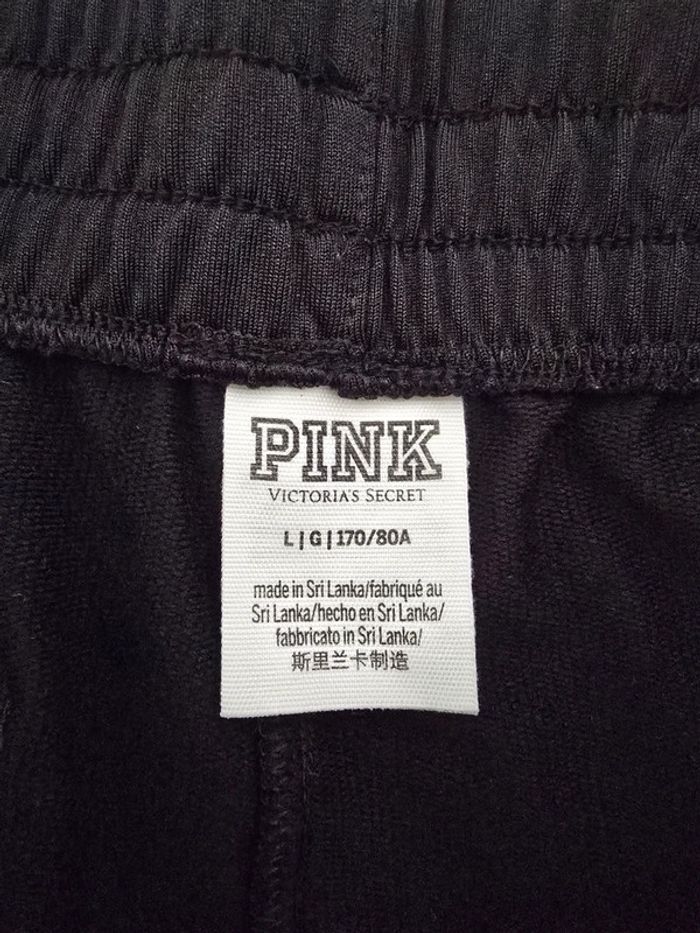 PINK
VICTORIA'S SECRET
L|G|170/80A
made in Sri Lanka/fabriqué au
Sri Lanka/hecho en Sri Lanka/
fabbricato in Sri Lanka/
斯里兰卡制造